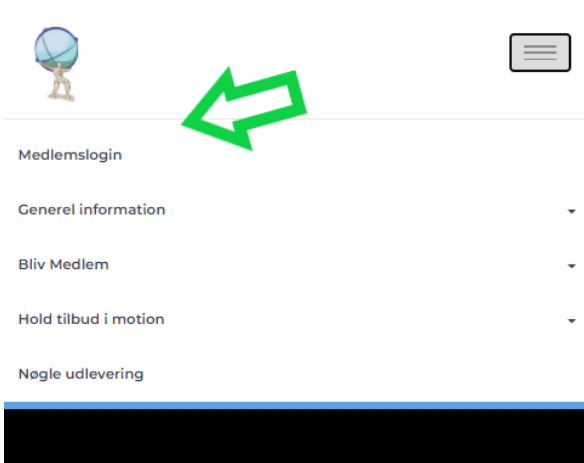 Medlemslogin
Generel information
Bliv Medlem
Hold tilbud i motion
Nøgle udlevering